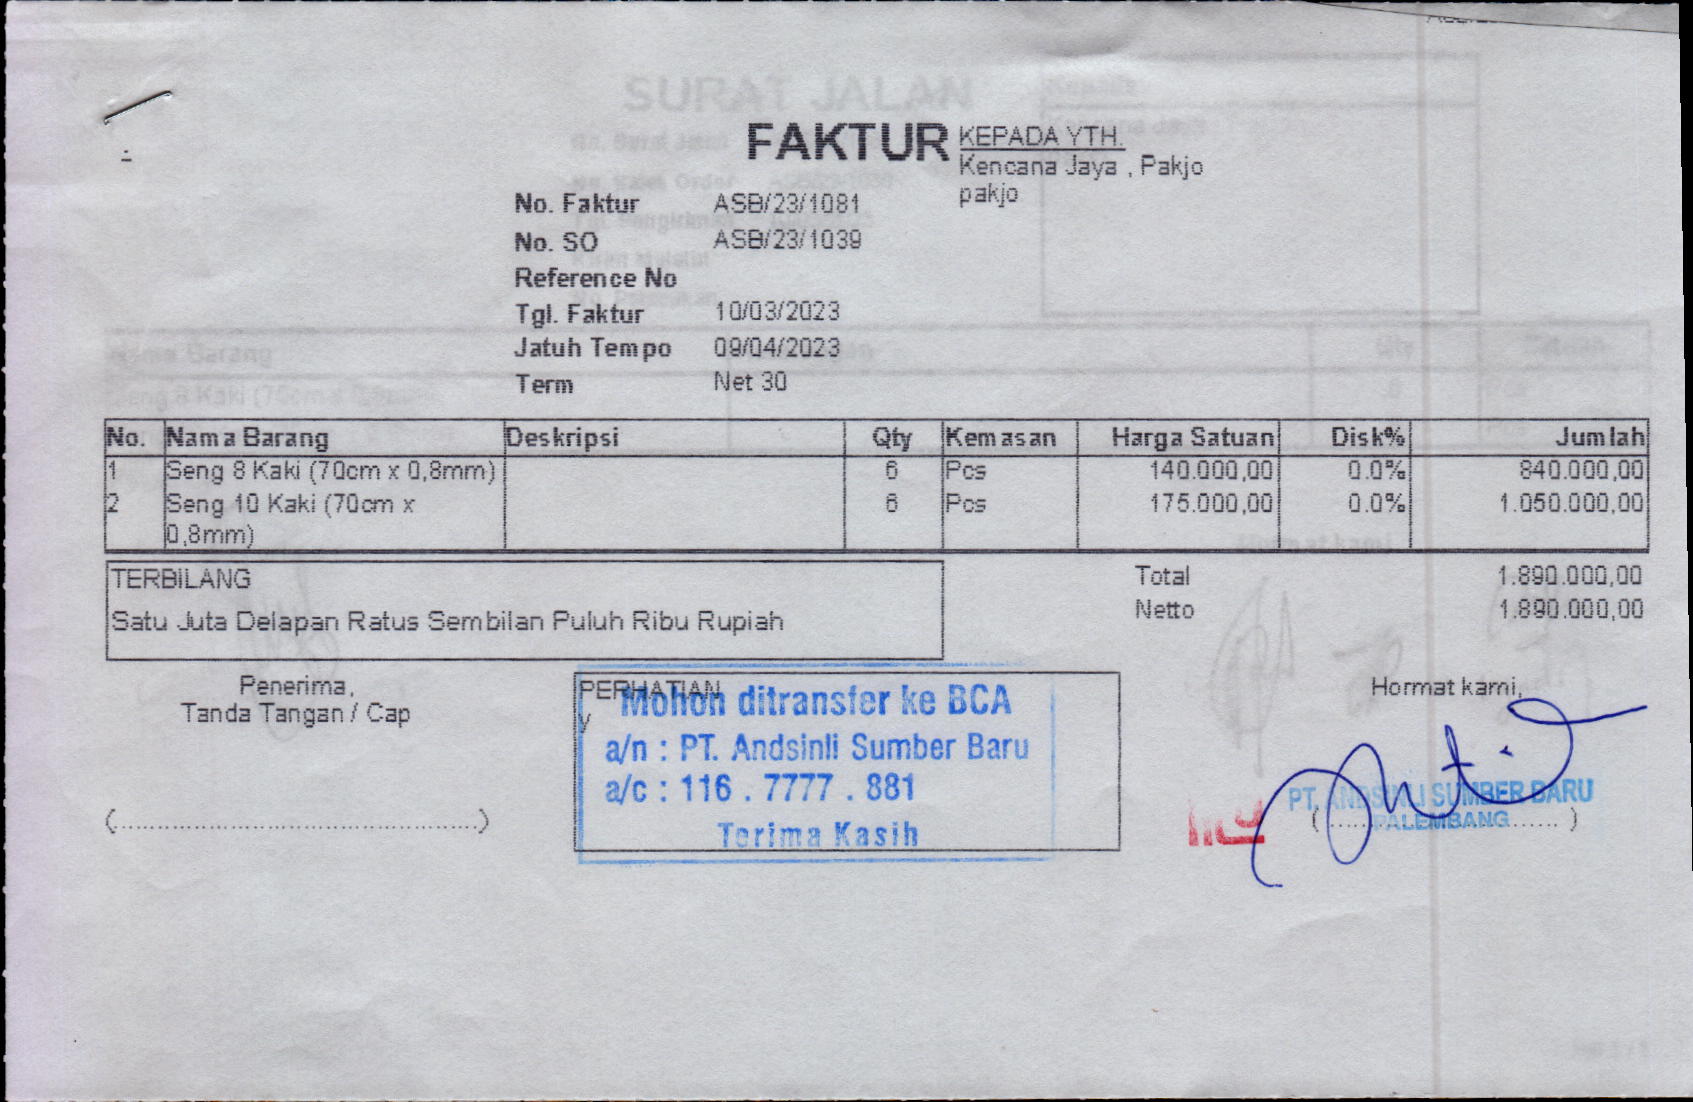 SURAT JALAN
FAKTUR
KEPADA YTH.
Kencana Jaya , Pakjo
pakjo
No. Faktur ASB/23/1081
No. SO ASB/23/1039
Reference No
Tgl. Faktur 10/03/2023
Jatuh Tempo 09/04/2023
Term Net 30
No. Nama Barang Deskripsi Qty Kemasan Harga Satuan Disk% Jumlah
1 Seng 8 Kaki (70cm x 0,8mm) 6 Pcs 140.000,00 0.0% 840.000,00
2 Seng 10 Kaki (70cm x 6 Pcs 175.000,00 0.0% 1.050.000,00
0,8mm)
TERBILANG
Satu Juta Delapan Ratus Sembilan Puluh Ribu Rupiah
Total 1.890.000,00
Netto 1.890.000,00
Penerima,
Tanda Tangan / Cap
(................................................)
PERHATIAN
y
Mohon ditransfer ke BCA
a/n : PT. Andsinli Sumber Baru
a/c : 116 . 7777 . 881
Terima Kasih
Hormat kami,
PT. ANDSINLI SUMBER BARU
PALEMBANG